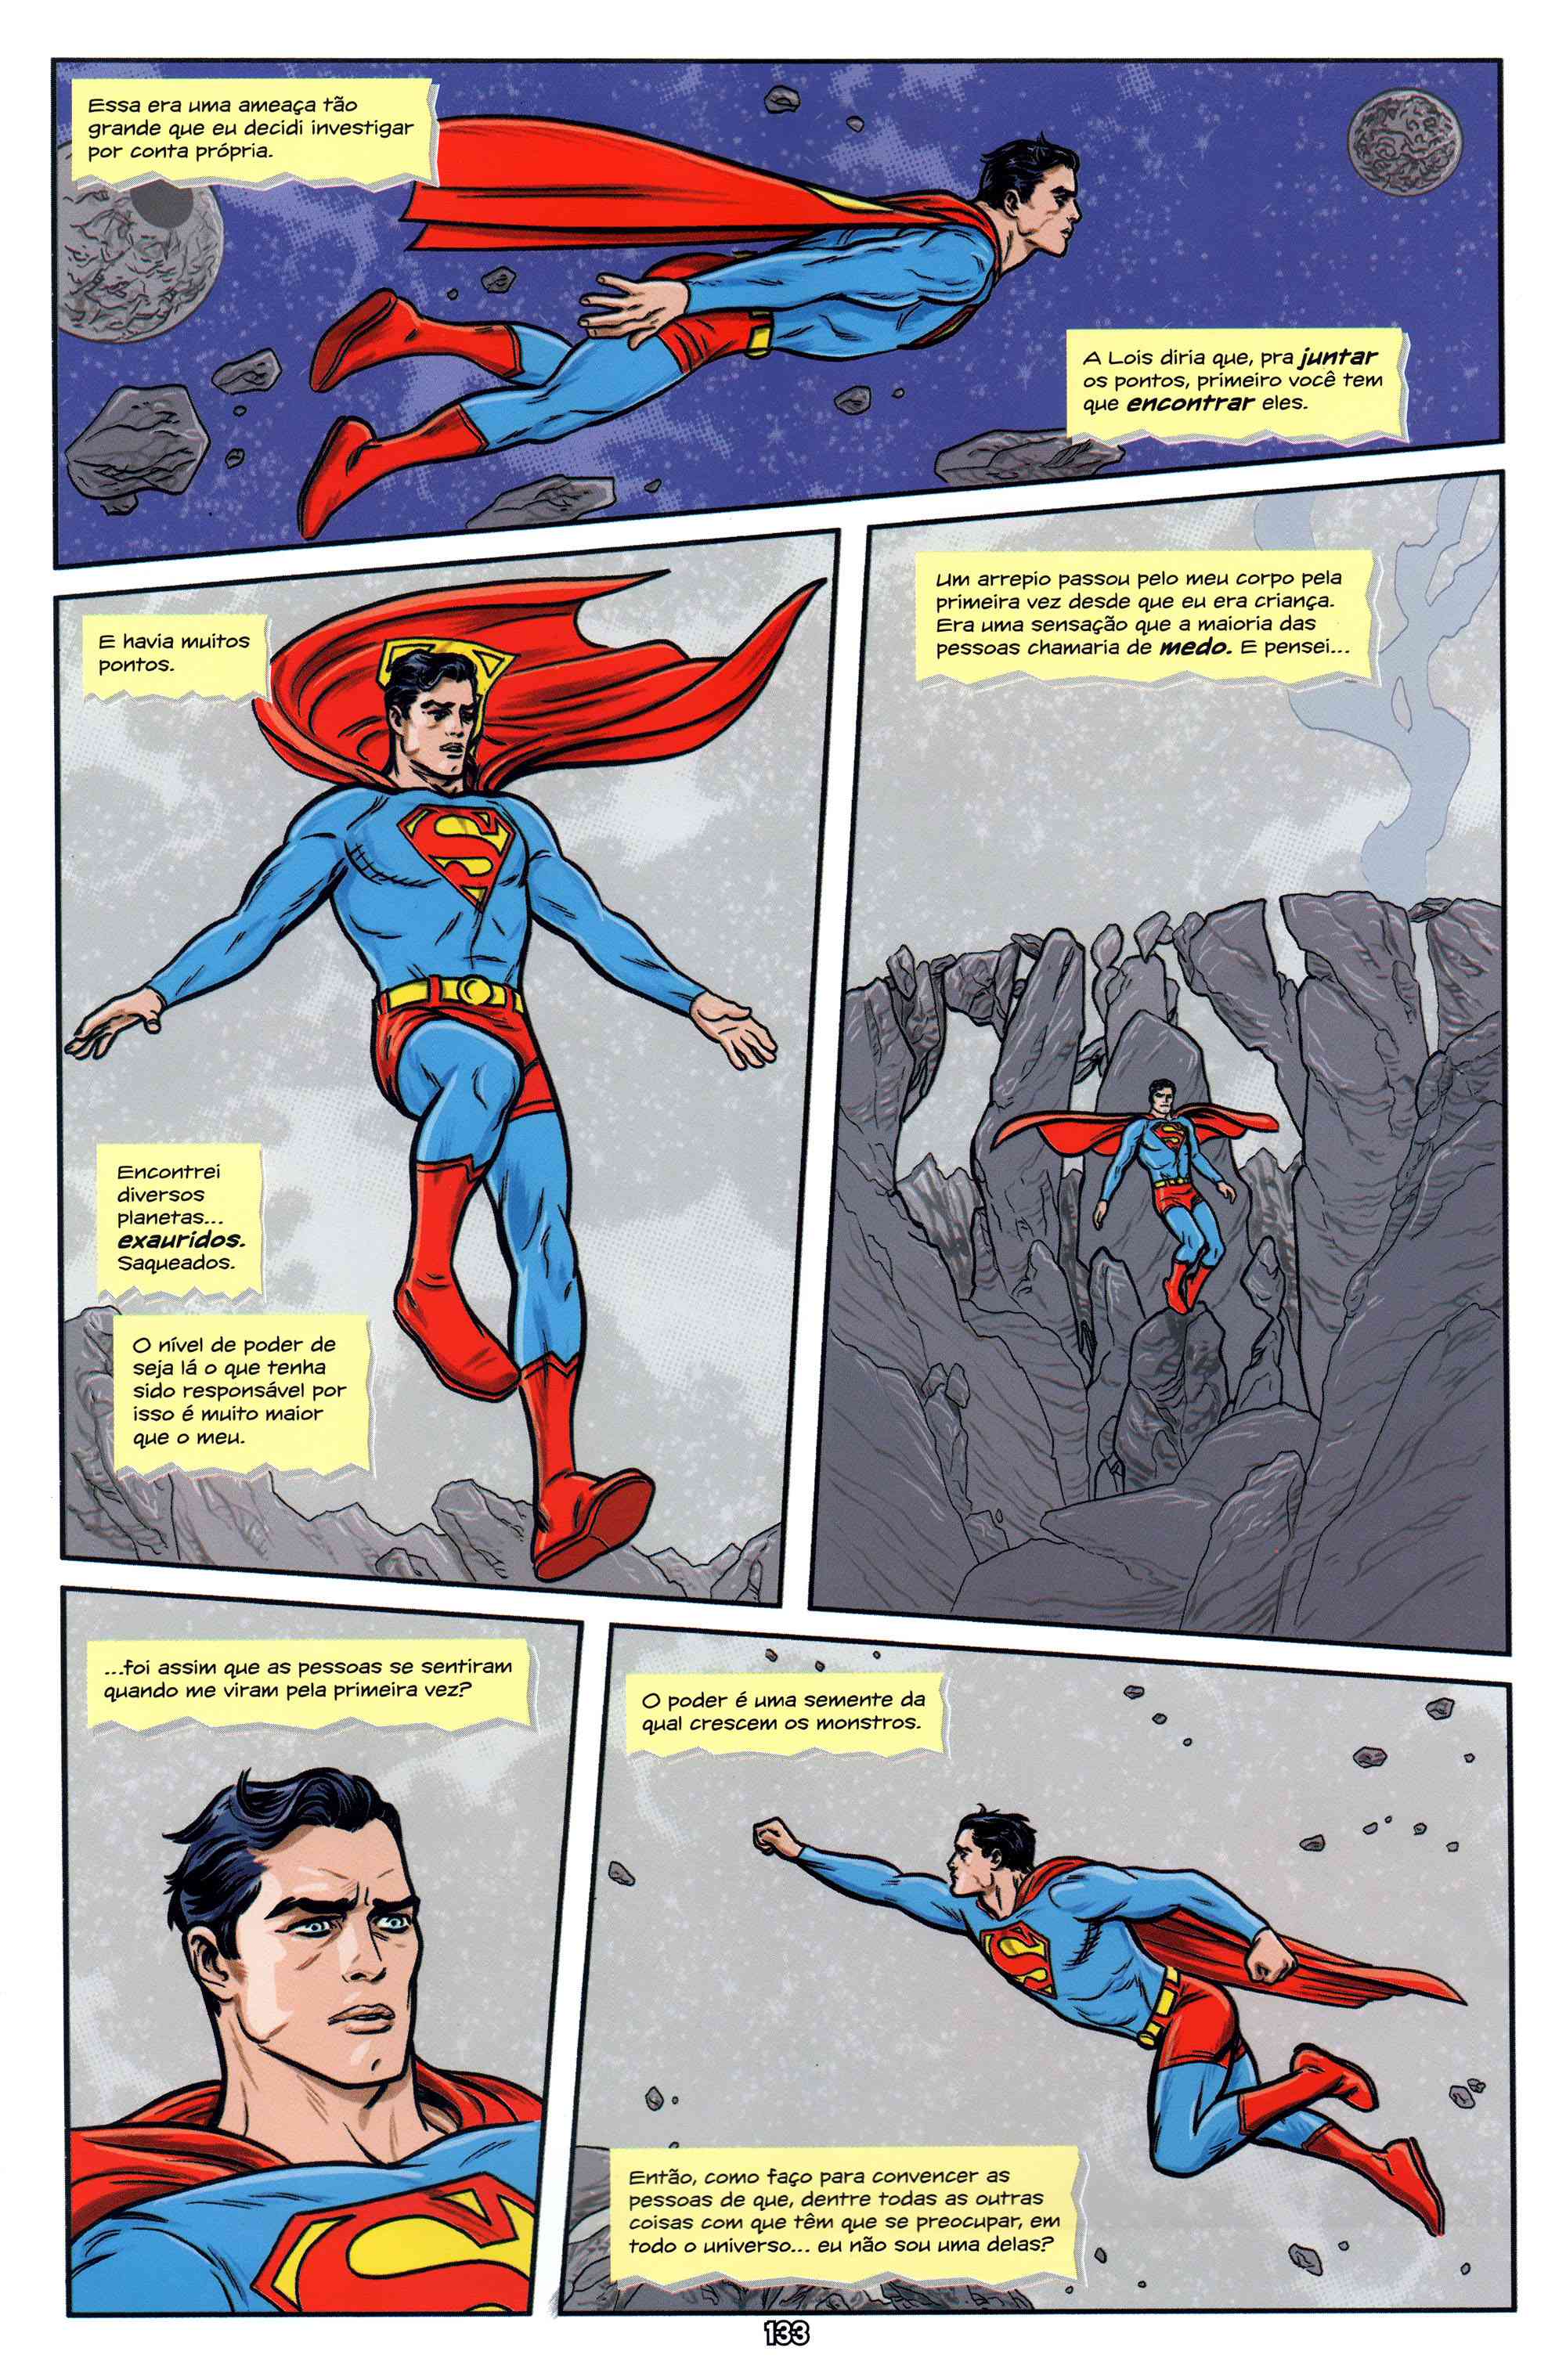 Essa era uma ameaça tão
grande que eu decidi investigar
por conta própria.
A Lois diria que, pra juntar
os pontos, primeiro você tem
que encontrar eles.
E havia muitos
pontos.
Encontrei
diversos
planetas...
exauridos.
Saqueados.
O nível de poder de
seja lá o que tenha
sido responsável por
isso é muito maior
que o meu.
Um arrepio passou pelo meu corpo pela
primeira vez desde que eu era criança.
Era uma sensação que a maioria das
pessoas chamaria de medo. E pensei...
...foi assim que as pessoas se sentiram
quando me viram pela primeira vez?
O poder é uma semente da
qual crescem os monstros.
Então, como faço para convencer as
pessoas de que, dentre todas as outras
coisas com que têm que se preocupar, em
todo o universo... eu não sou uma delas?
133